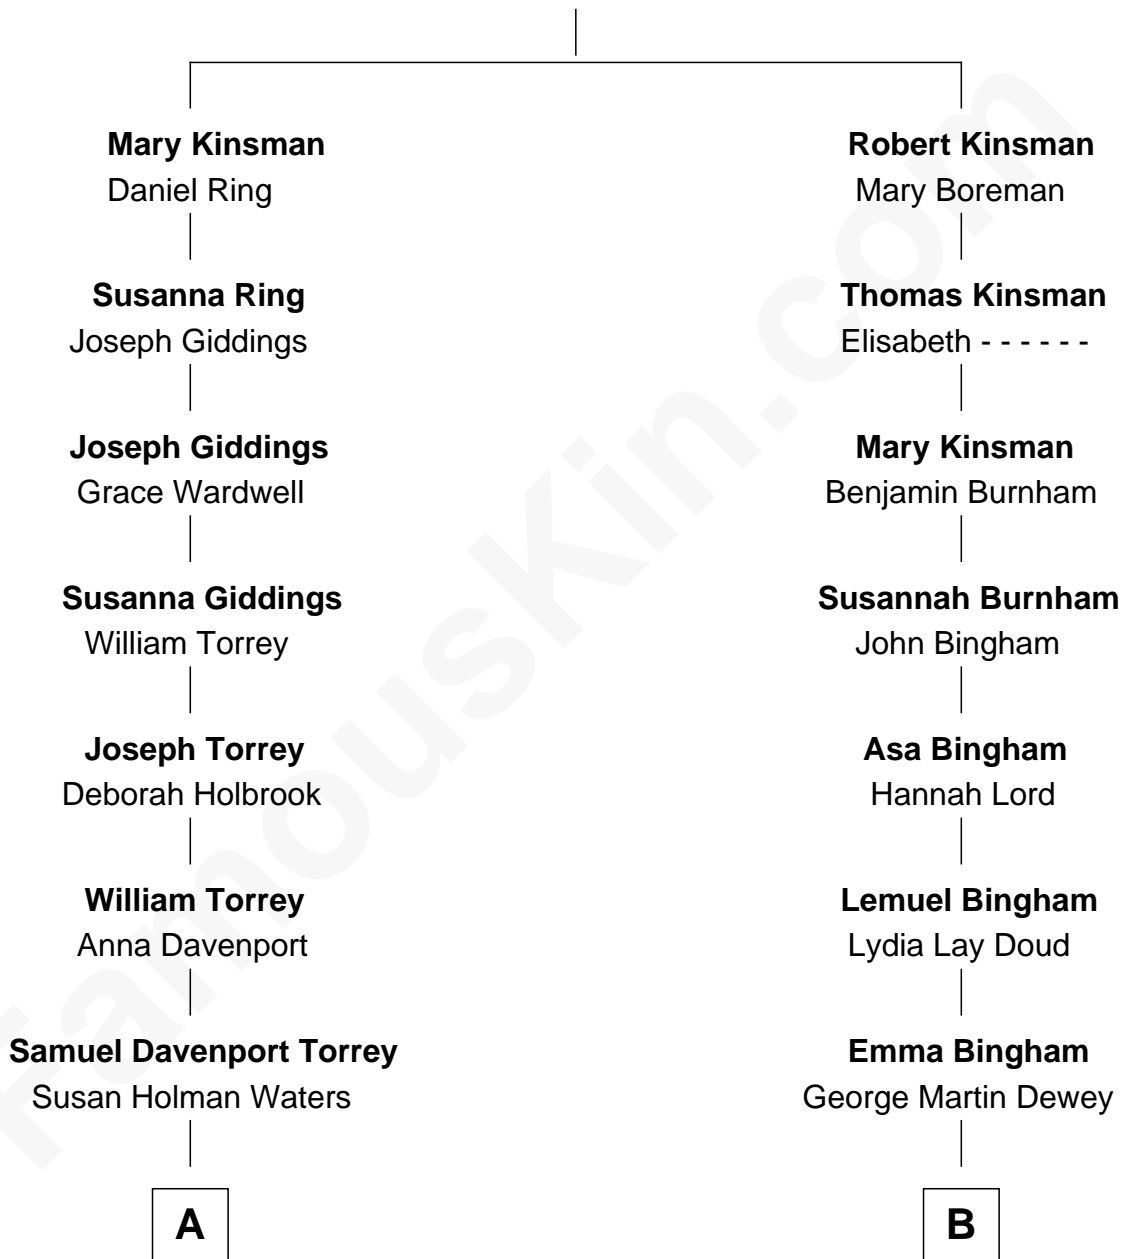 Mary Kinsman
Daniel Ring
Robert Kinsman
Mary Boreman
Susanna Ring
Joseph Giddings
Thomas Kinsman
Elisabeth - - - - - -
Joseph Giddings
Grace Wardwell
Mary Kinsman
Benjamin Burnham
Susanna Giddings
William Torrey
Susannah Burnham
John Bingham
Joseph Torrey
Deborah Holbrook
Asa Bingham
Hannah Lord
William Torrey
Anna Davenport
Lemuel Bingham
Lydia Lay Doud
Samuel Davenport Torrey
Susan Holman Waters
Emma Bingham
George Martin Dewey
A
B
FamousKin.com